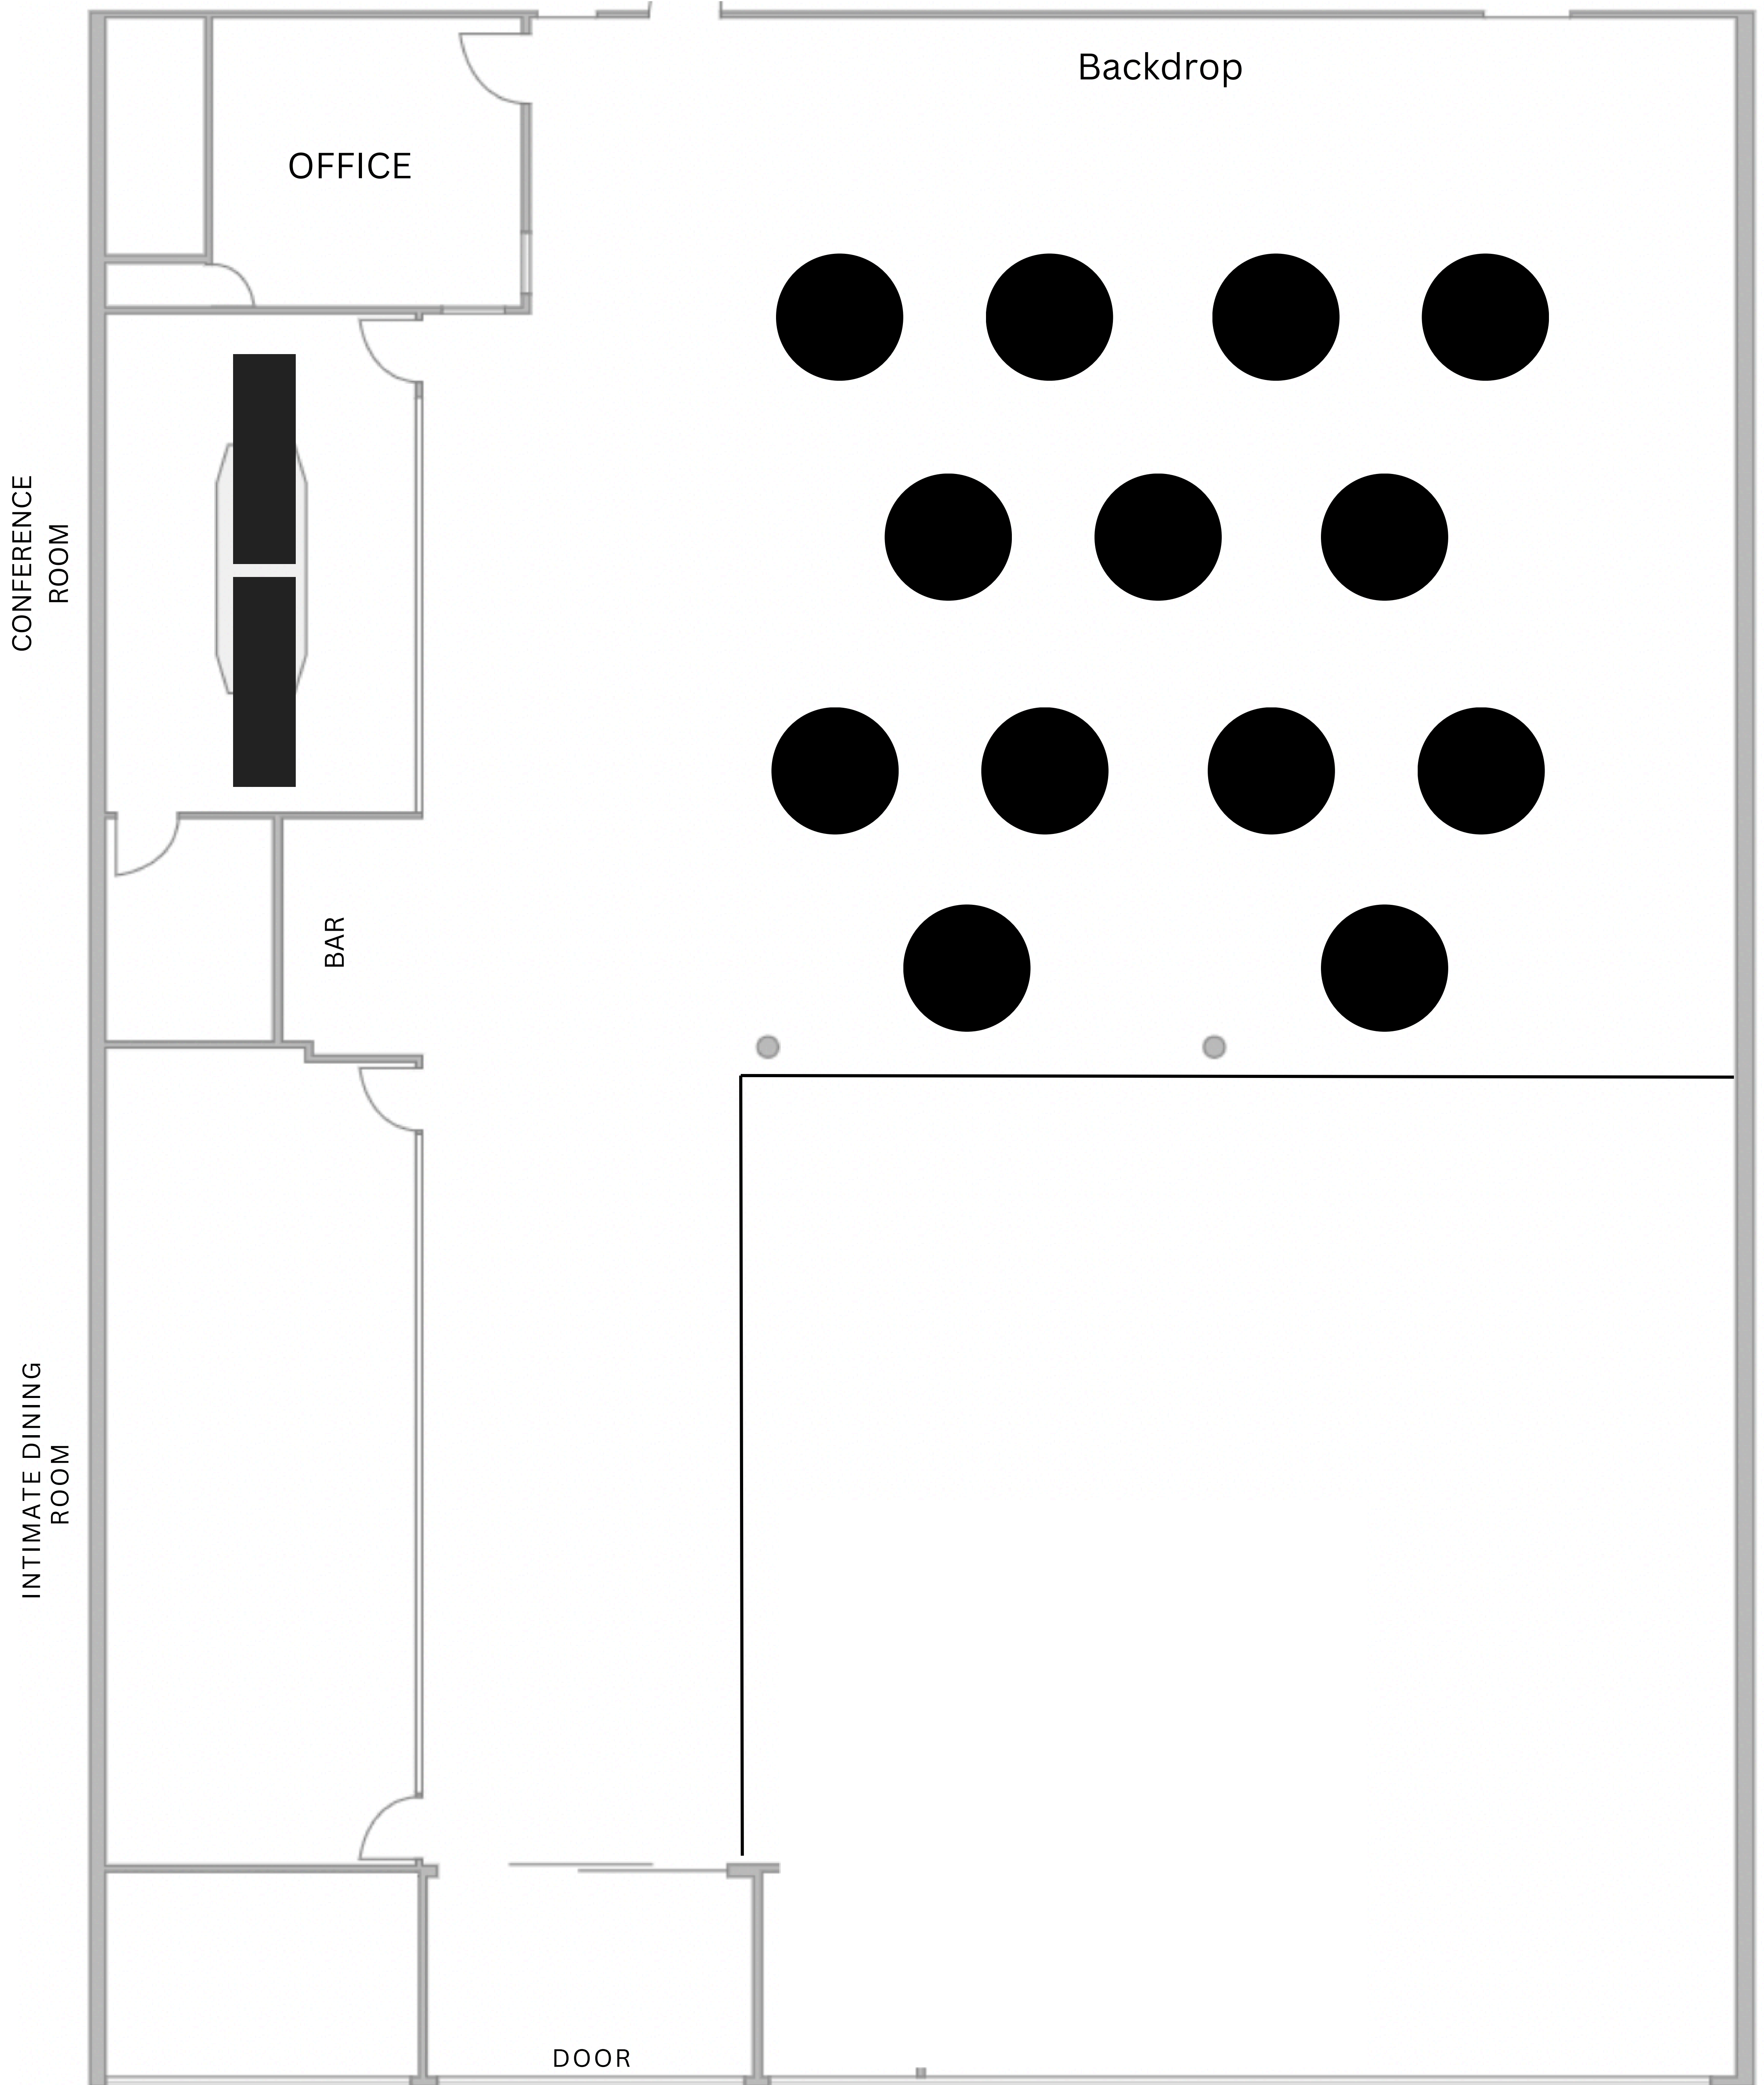 Backdrop
OFFICE
CONFERENCE
ROOM
BAR
INTIMATE DINING
ROOM
DOOR